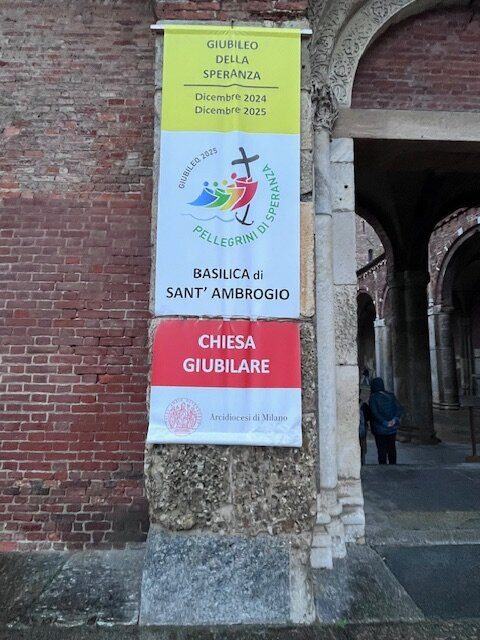 GIUBILEO
DELLA
SPERANZA
Dicembre 2024
Dicembre 2025
GIUBILEO 2025
PELLEGRINI DI SPERANZA
BASILICA di
SANT' AMBROGIO
CHIESA
GIUBILARE
Arcidiocesi di Milano